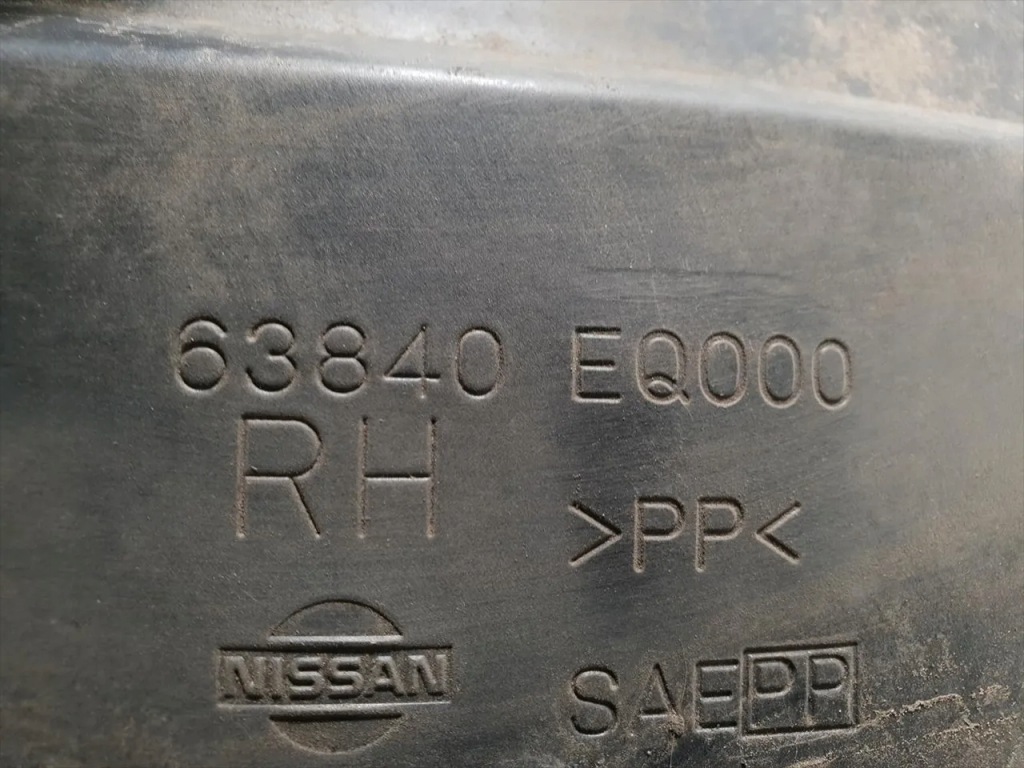 63840 EQ000
RH
>PP<
NISSAN
SAEPP